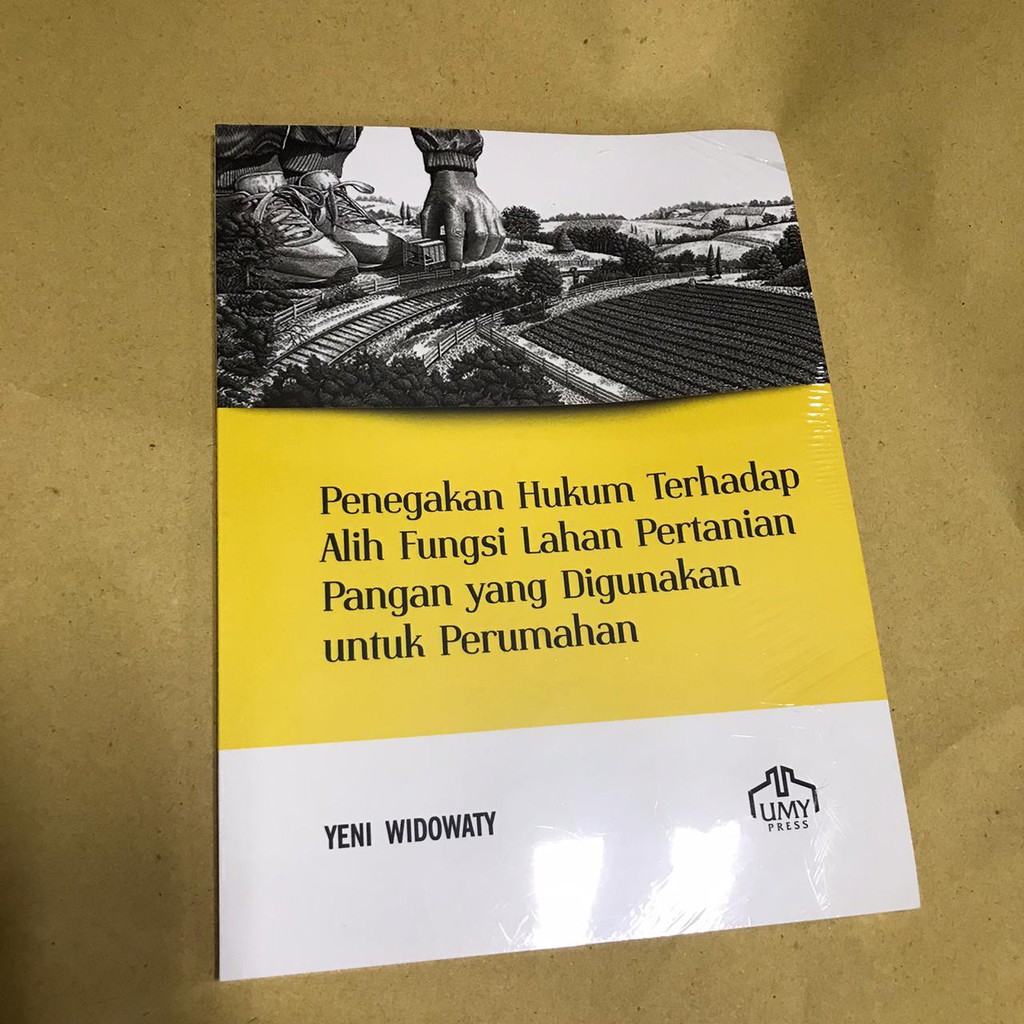 Penegakan Hukum Terhadap
Alih Fungsi Lahan Pertanian
Pangan yang Digunakan
untuk Perumahan
YENI WIDOWATY
UMY
PRESS